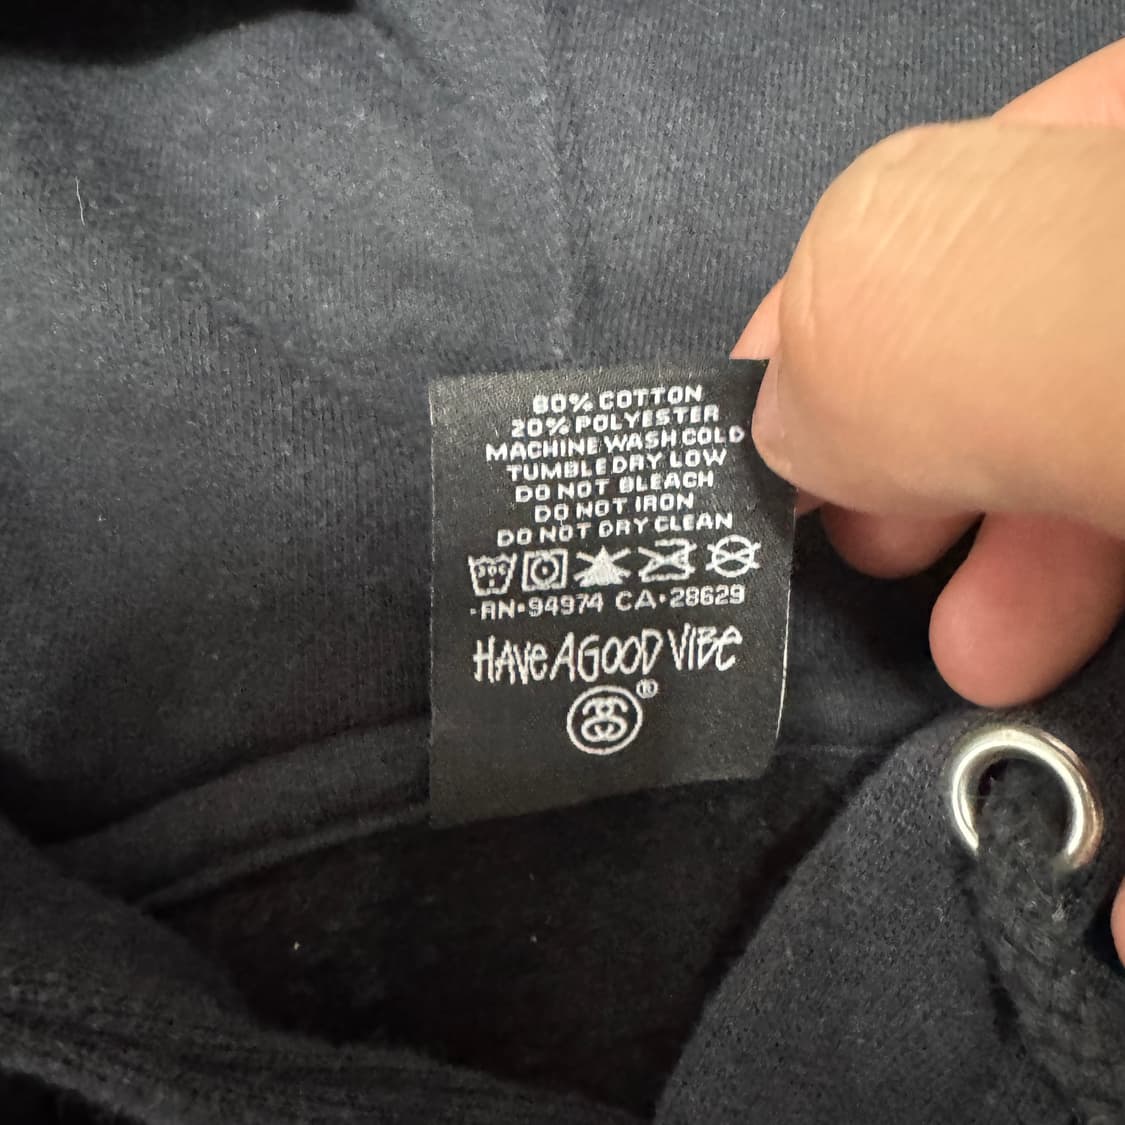 80% COTTON
20% POLYESTER
MACHINE WASH COLD
TUMBLE DRY LOW
DO NOT BLEACH
DO NOT IRON
DO NOT DRY CLEAN
30C
·RN·94974 CA·28629
HAVE A GOOD VIBE
®